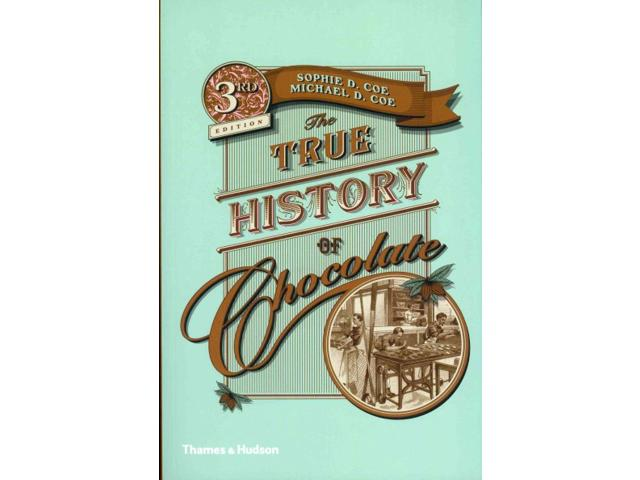 3RD
EDITION
SOPHIE D. COE
MICHAEL D. COE
The
TRUE
HISTORY
OF
Chocolate
Thames & Hudson